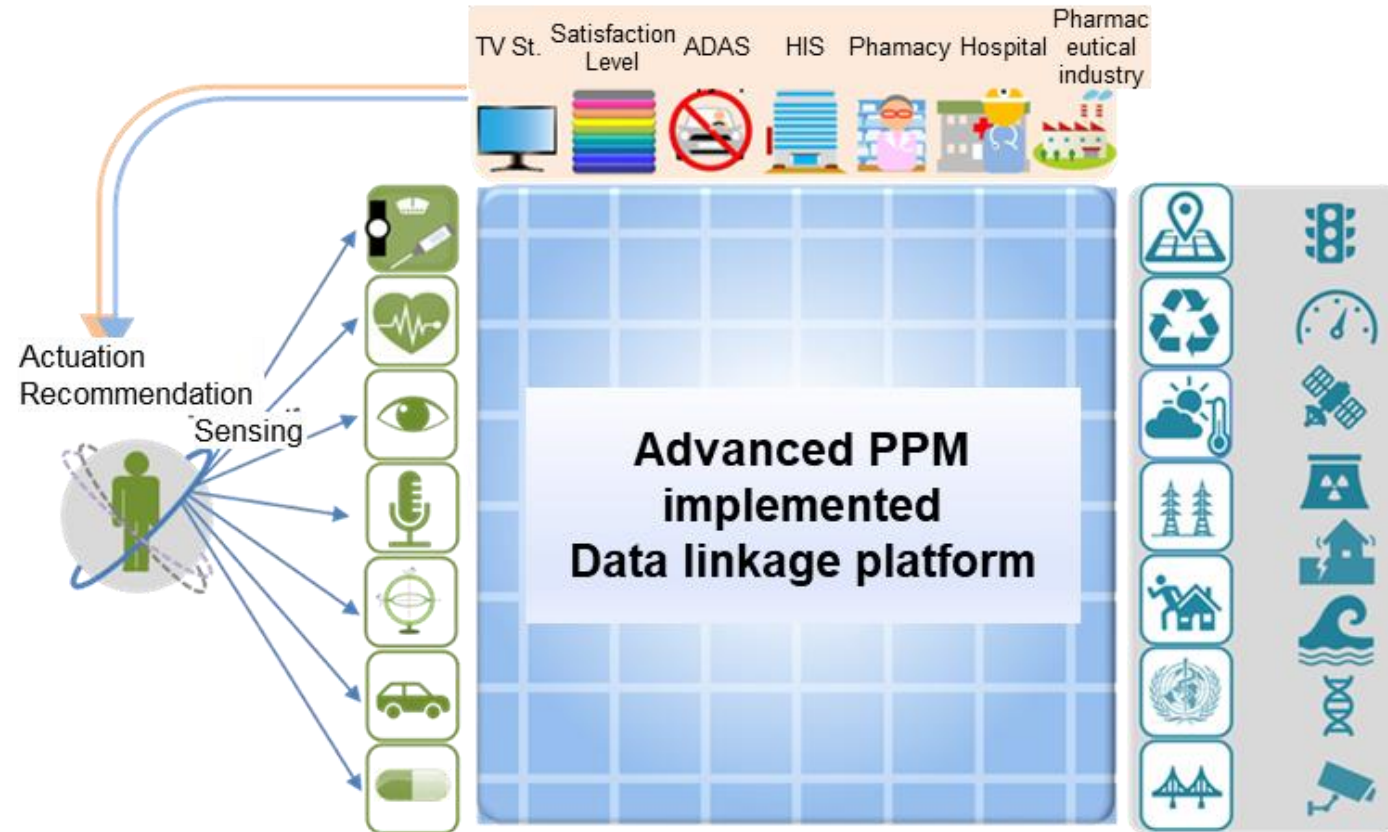 TV St.
Satisfaction
Level
ADAS
HIS
Phamacy
Hospital
Pharmac
eutical
industry
Actuation
Recommendation
Sensing
Advanced PPM
implemented
Data linkage platform